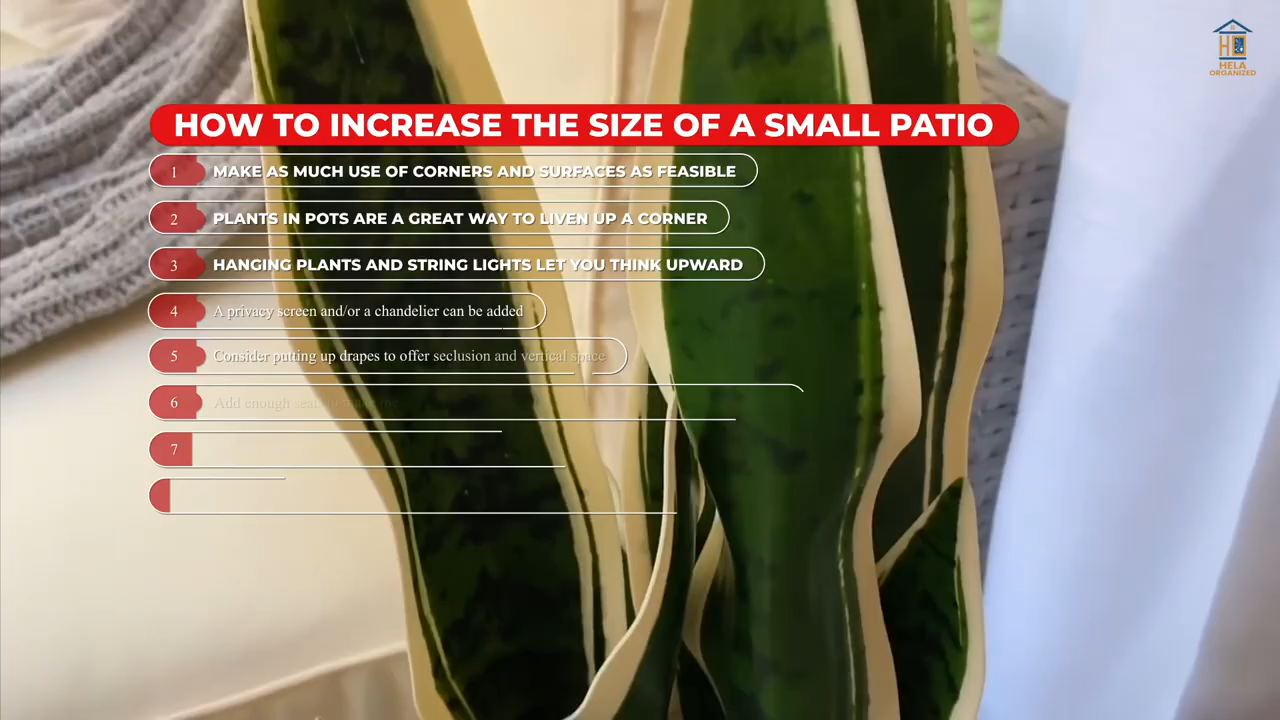 HELA
ORGANIZED
HOW TO INCREASE THE SIZE OF A SMALL PATIO
1 MAKE AS MUCH USE OF CORNERS AND SURFACES AS FEASIBLE
2 PLANTS IN POTS ARE A GREAT WAY TO LIVEN UP A CORNER
3 HANGING PLANTS AND STRING LIGHTS LET YOU THINK UPWARD
4 A privacy screen and/or a chandelier can be added
5 Consider putting up drapes to offer seclusion and vertical space
6 Add enough
7